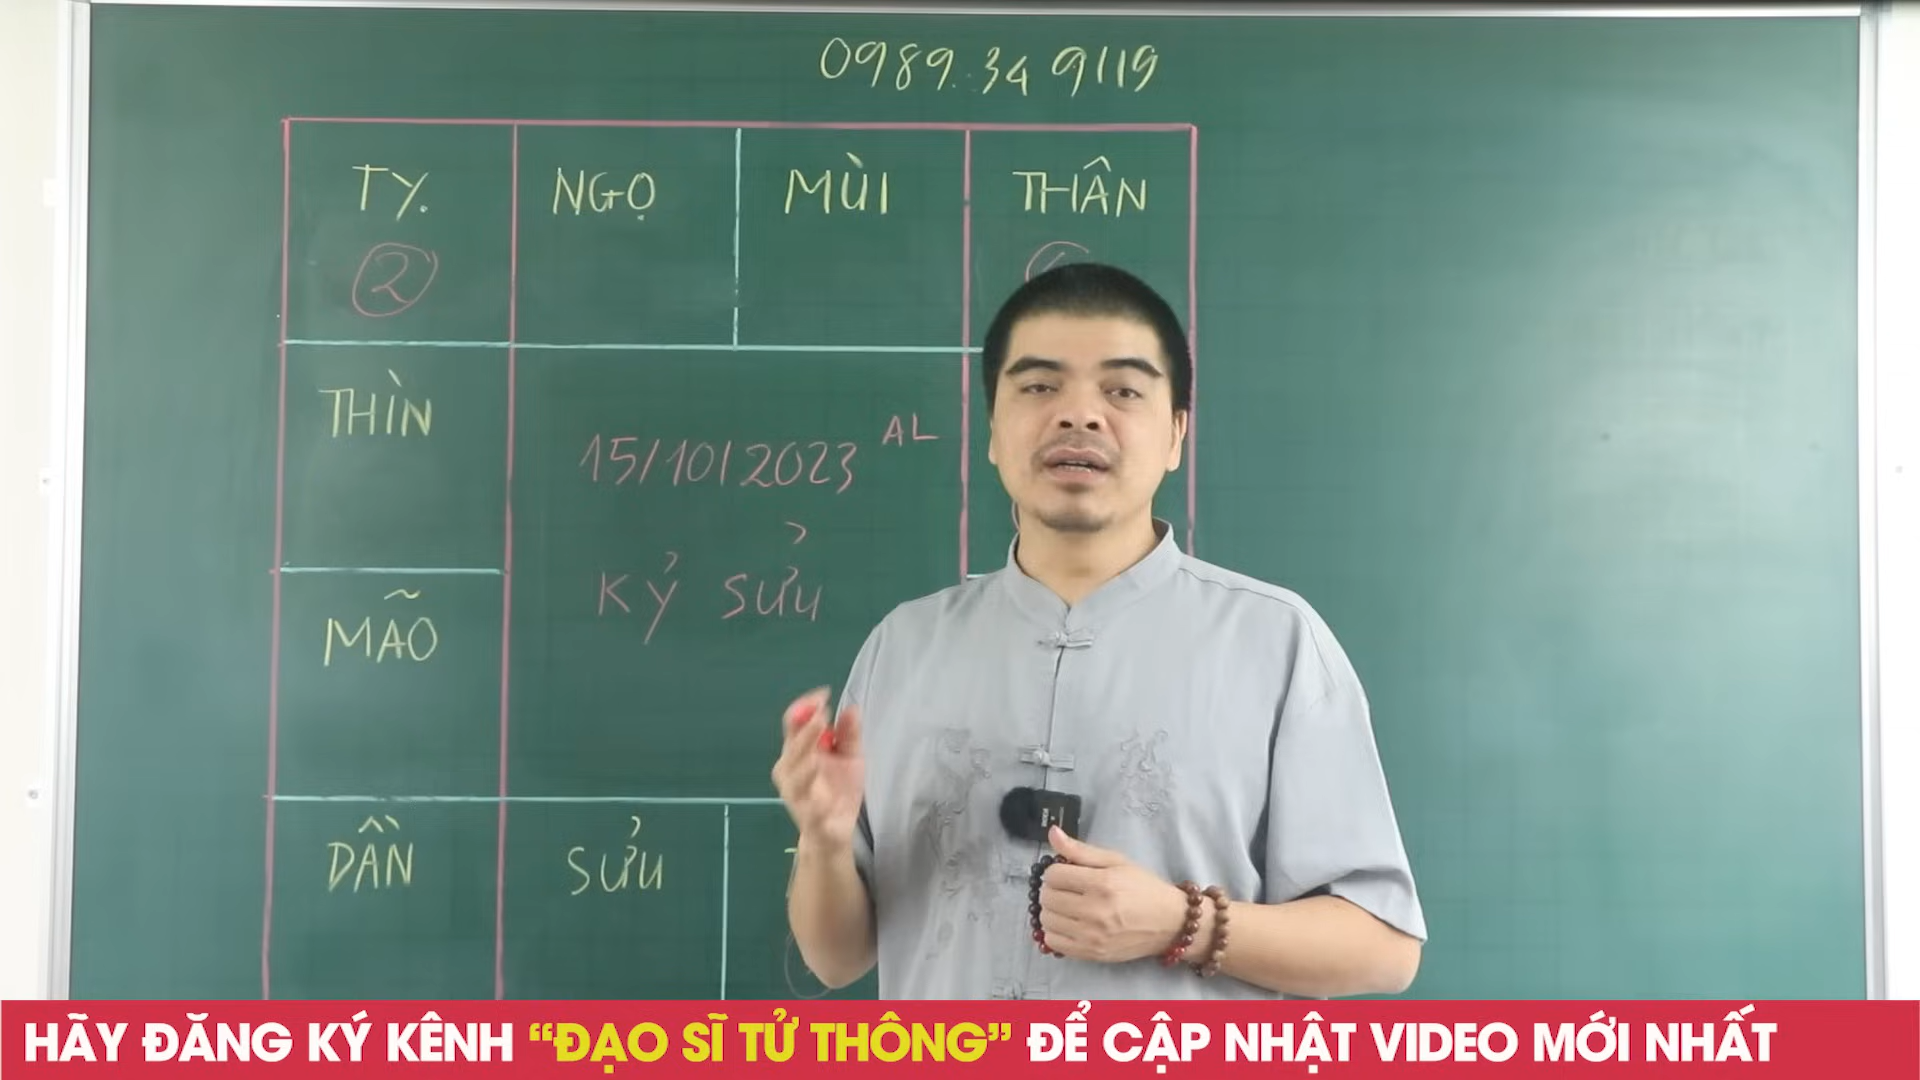 0989.34 9119
TY.
NGỌ
MÙI
THÂN
2
THÌN
15/10/2023 AL
KỶ SỬU
MÃO
DẦN
SỬU
HÃY ĐĂNG KÝ KÊNH “ĐẠO SĨ TỬ THÔNG” ĐỂ CẬP NHẬT VIDEO MỚI NHẤT